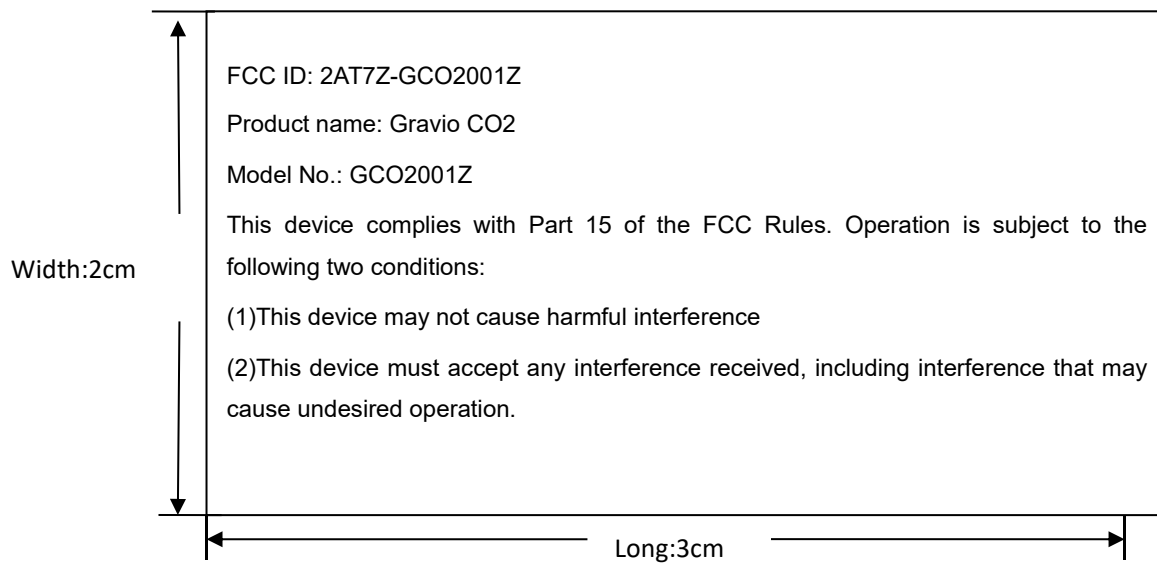 FCC ID: 2AT7Z-GCO2001Z
Product name: Gravio CO2
Model No.: GCO2001Z
This device complies with Part 15 of the FCC Rules. Operation is subject to the
following two conditions:
Width:2cm
(1)This device may not cause harmful interference
(2)This device must accept any interference received, including interference that may
cause undesired operation.
Long:3cm